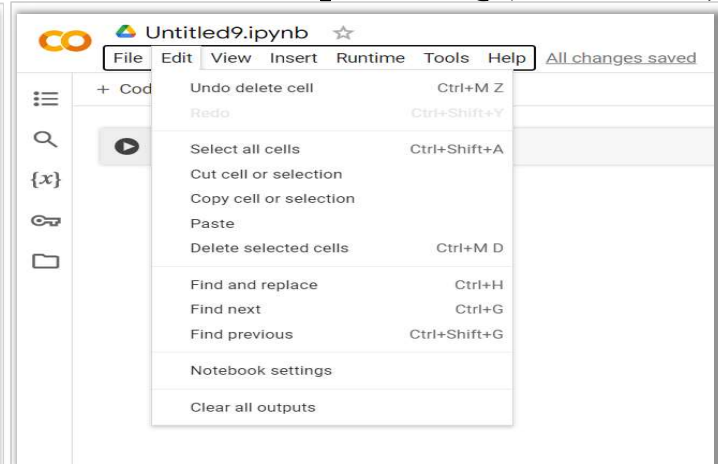 Untitled9.ipynb
File Edit View Insert Runtime Tools Help All changes saved
+ Cod
Undo delete cell Ctrl+M Z
Redo Ctrl+Shift+Y
Select all cells Ctrl+Shift+A
Cut cell or selection
Copy cell or selection
Paste
Delete selected cells Ctrl+M D
Find and replace Ctrl+H
Find next Ctrl+G
Find previous Ctrl+Shift+G
Notebook settings
Clear all outputs
{x}